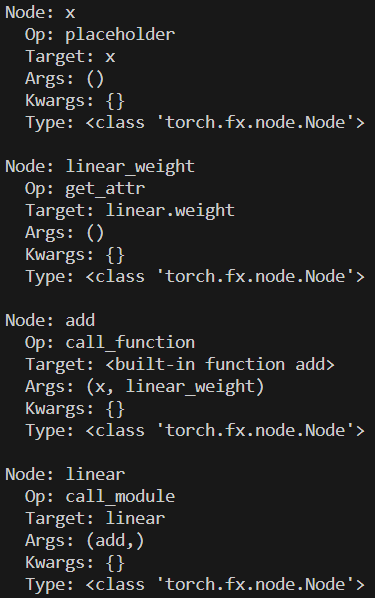 Node: x
  Op: placeholder
  Target: x
  Args: ()
  Kwargs: {}
  Type: <class 'torch.fx.node.Node'>

Node: linear_weight
  Op: get_attr
  Target: linear.weight
  Args: ()
  Kwargs: {}
  Type: <class 'torch.fx.node.Node'>

Node: add
  Op: call_function
  Target: <built-in function add>
  Args: (x, linear_weight)
  Kwargs: {}
  Type: <class 'torch.fx.node.Node'>

Node: linear
  Op: call_module
  Target: linear
  Args: (add,)
  Kwargs: {}
  Type: <class 'torch.fx.node.Node'>